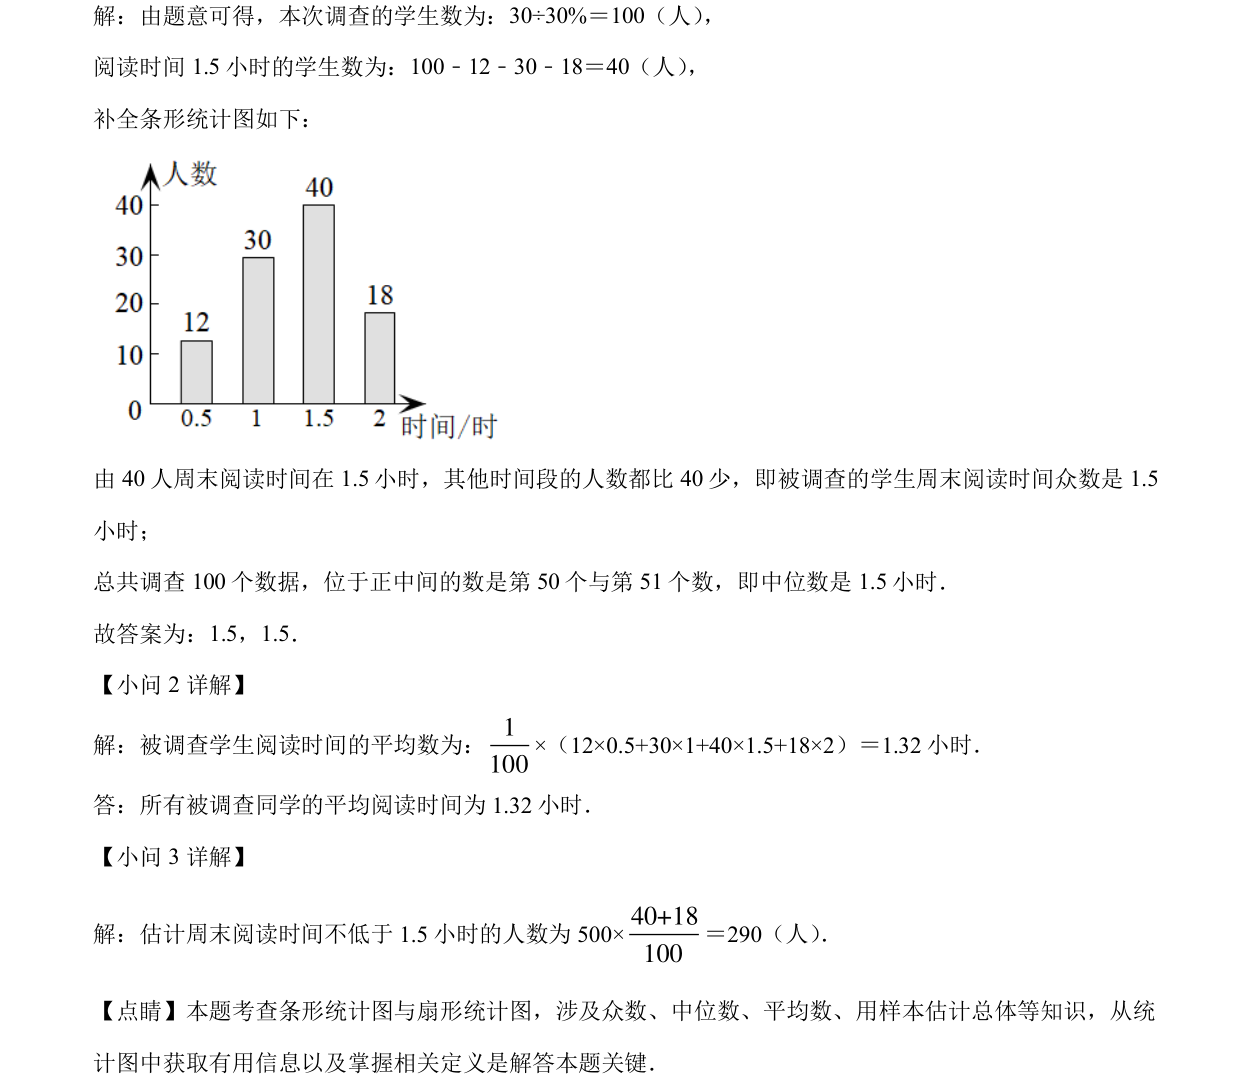 解：由题意可得，本次调查的学生数为：30÷30%＝100（人），
阅读时间 1.5 小时的学生数为：100﹣12﹣30﹣18＝40（人），
补全条形统计图如下：
人数
40
30
20
10
0
12
30
40
18
0.5 1 1.5 2 时间/时
由 40 人周末阅读时间在 1.5 小时，其他时间段的人数都比 40 少，即被调查的学生周末阅读时间众数是 1.5
小时；
总共调查 100 个数据，位于正中间的数是第 50 个与第 51 个数，即中位数是 1.5 小时．
故答案为：1.5，1.5．
【小问 2 详解】
解：被调查学生阅读时间的平均数为：1/100×（12×0.5+30×1+40×1.5+18×2）＝1.32 小时．
答：所有被调查同学的平均阅读时间为 1.32 小时．
【小问 3 详解】
解：估计周末阅读时间不低于 1.5 小时的人数为 500×(40+18)/100＝290（人）．
【点睛】本题考查条形统计图与扇形统计图，涉及众数、中位数、平均数、用样本估计总体等知识，从统
计图中获取有用信息以及掌握相关定义是解答本题关键．